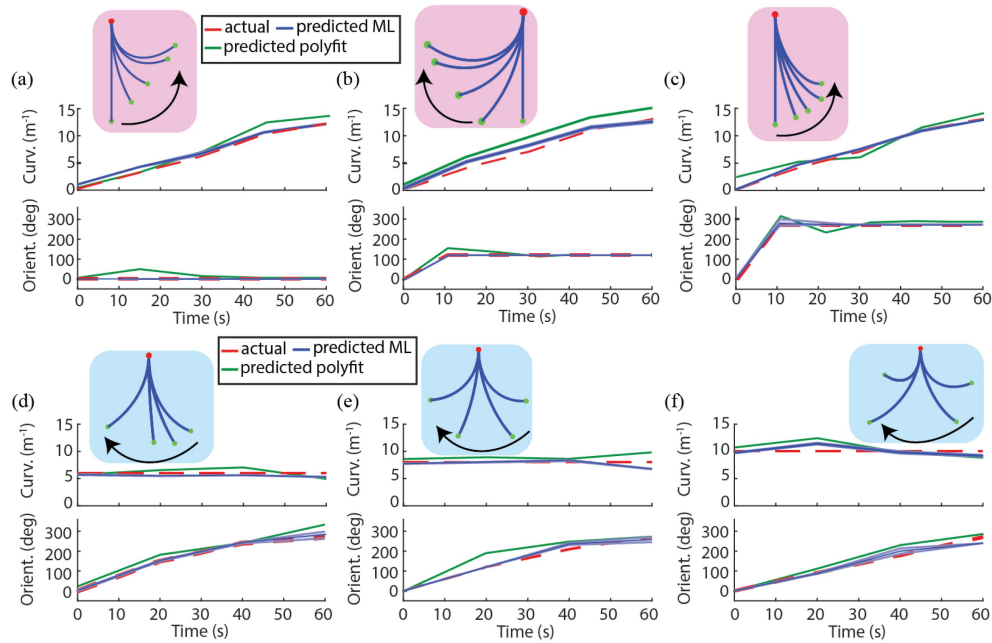 actual predicted ML
predicted polyfit
(a) (b) (c)
Curv. (m⁻¹) 15 10 5 0
Curv. (m⁻¹) 15 10 5 0
Curv. (m⁻¹) 15 10 5 0
Orient. (deg) 300 200 100 0
Orient. (deg) 300 200 100 0
Orient. (deg) 300 200 100 0
0 10 20 30 40 50 60
0 10 20 30 40 50 60
0 10 20 30 40 50 60
Time (s) Time (s) Time (s)
actual predicted ML
predicted polyfit
(d) (e) (f)
Curv. (m⁻¹) 15 10 5 0
Curv. (m⁻¹) 15 10 5 0
Curv. (m⁻¹) 15 10 5 0
Orient. (deg) 300 200 100 0
Orient. (deg) 300 200 100 0
Orient. (deg) 300 200 100 0
0 10 20 30 40 50 60
0 10 20 30 40 50 60
0 10 20 30 40 50 60
Time (s) Time (s) Time (s)